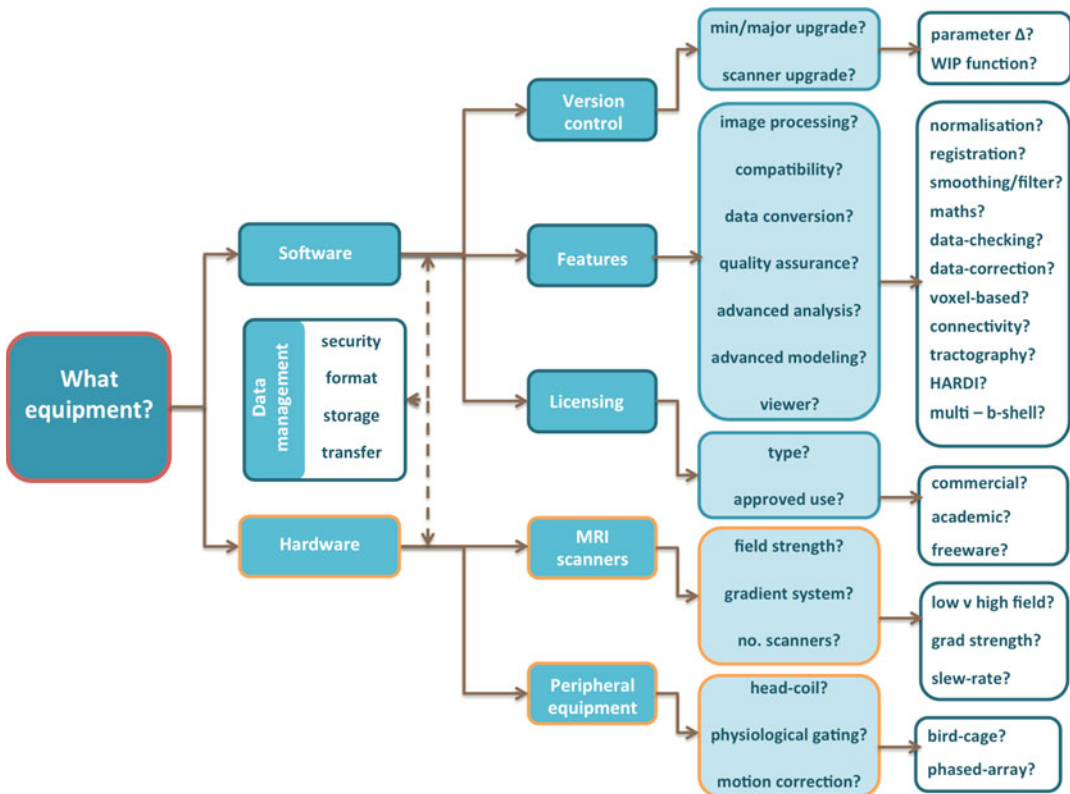 What
equipment?
Software
Data
management
security
format
storage
transfer
Hardware
Version
control
Features
Licensing
MRI
scanners
Peripheral
equipment
min/major upgrade?
scanner upgrade?
image processing?
compatibility?
data conversion?
quality assurance?
advanced analysis?
advanced modeling?
viewer?
type?
approved use?
field strength?
gradient system?
no. scanners?
head-coil?
physiological gating?
motion correction?
parameter Δ?
WIP function?
normalisation?
registration?
smoothing/filter?
maths?
data-checking?
data-correction?
voxel-based?
connectivity?
tractography?
HARDI?
multi – b-shell?
commercial?
academic?
freeware?
low v high field?
grad strength?
slew-rate?
bird-cage?
phased-array?